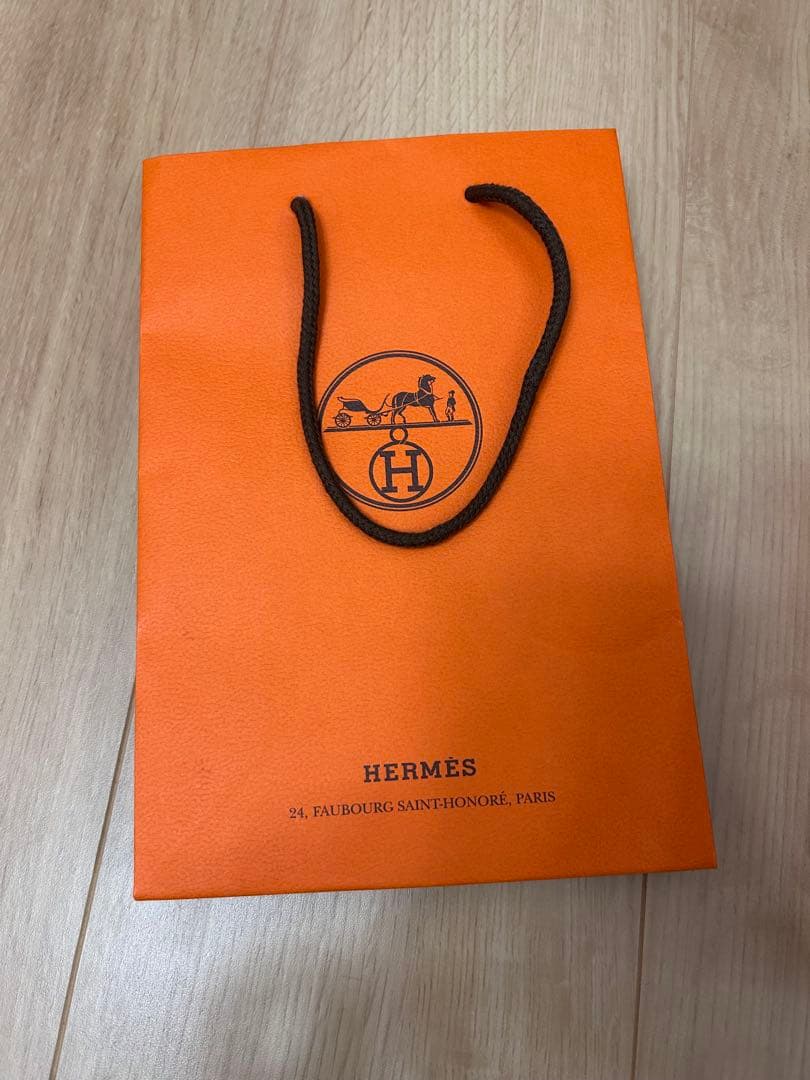 H
HERMÈS
24, FAUBOURG SAINT-HONORÉ, PARIS